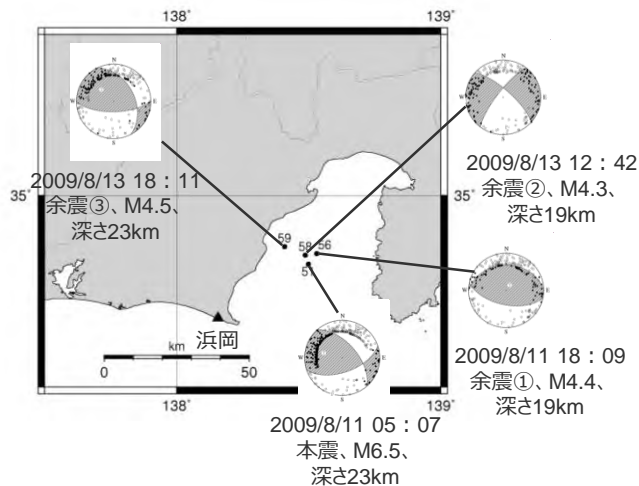 138°
139°
2009/8/13 18：11
余震③、M4.5、
深さ23km
N
W
E
S
N
W
E
S
2009/8/13 12：42
余震②、M4.3、
深さ19km
35°
35°
59
58
56
浜岡
km
0
50
N
W
E
S
2009/8/11 18：09
余震①、M4.4、
深さ19km
N
W
E
S
138°
139°
2009/8/11 05：07
本震、M6.5、
深さ23km